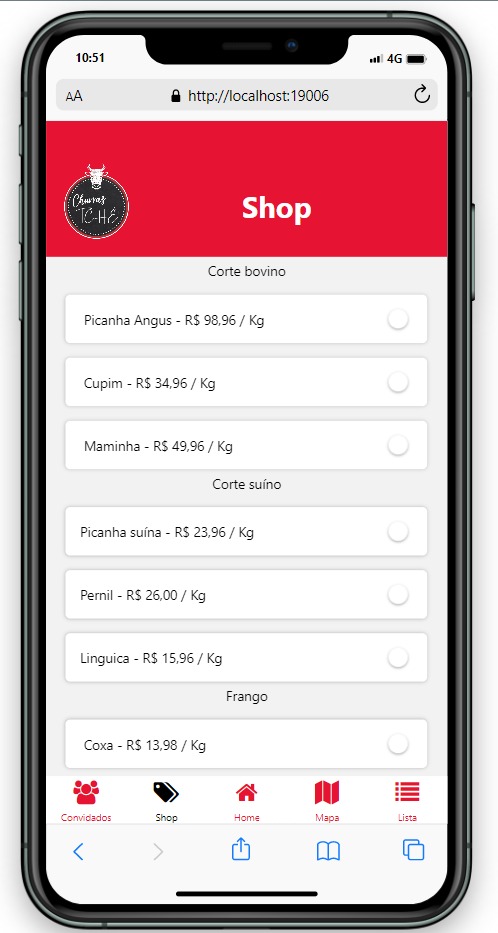 10:51
4G
AA
http://localhost:19006
Churras
TC-HÊ
Shop
Corte bovino
Picanha Angus - R$ 98,96 / Kg
Cupim - R$ 34,96 / Kg
Maminha - R$ 49,96 / Kg
Corte suíno
Picanha suína - R$ 23,96 / Kg
Pernil - R$ 26,00 / Kg
Linguica - R$ 15,96 / Kg
Frango
Coxa - R$ 13,98 / Kg
Convidados Shop Home Mapa Lista